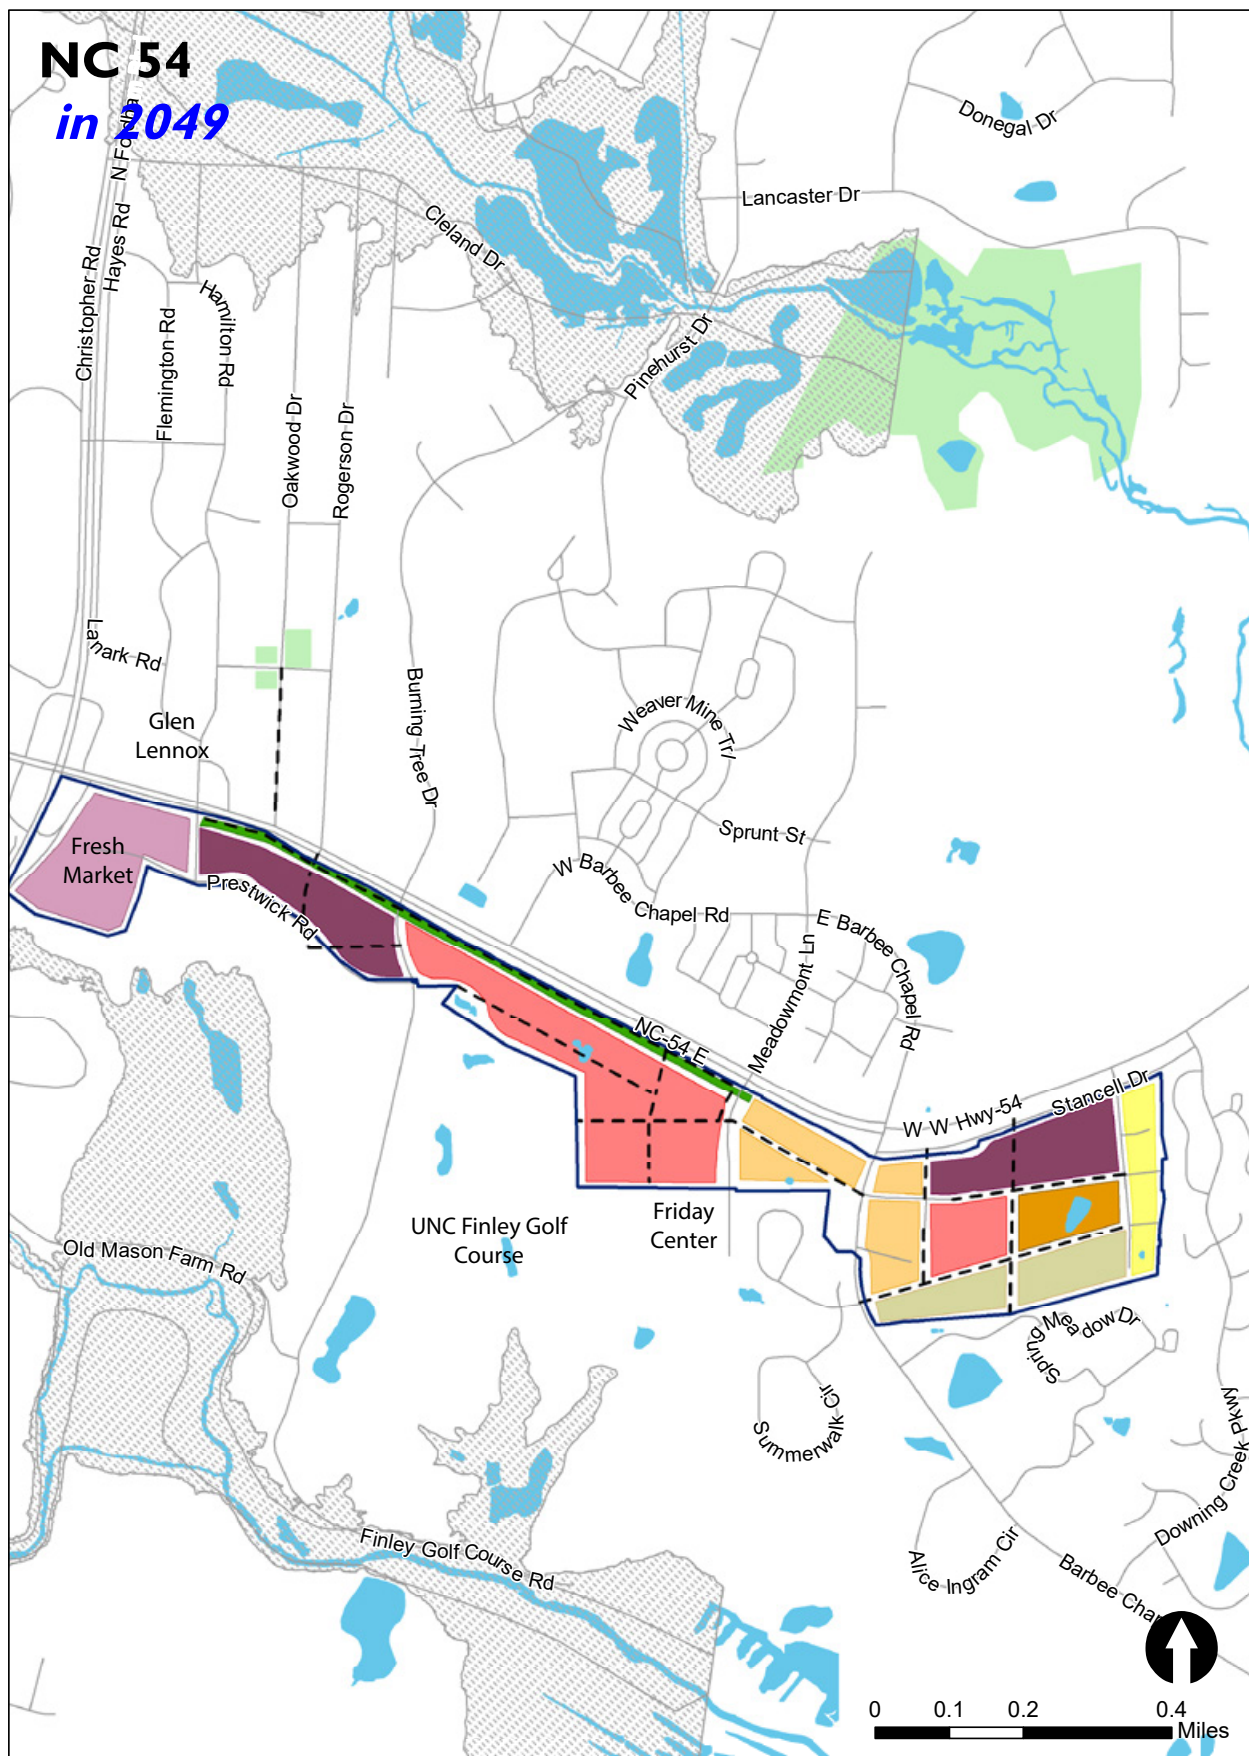 NC 54
in 2049
N Fordha
Hayes Rd
Christopher Rd
Flemington Rd
Hamilton Rd
Oakwood Dr
Rogerson Dr
Cleland Dr
Pinehurst Dr
Lancaster Dr
Donegal Dr
Lanark Rd
Glen
Lennox
Burning Tree Dr
Weaver Mine Trl
Sprunt St
W Barbee Chapel Rd
E Barbee Chapel Rd
Meadowmont Ln
Fresh
Market
Prestwick Rd
NC-54 E
W W Hwy-54
Stancell Dr
UNC Finley Golf
Course
Friday
Center
Old Mason Farm Rd
Spring Meadow Dr
Summerwalk Cir
Downing Creek Pkwy
Alice Ingram Cir
Barbee Chap
Finley Golf Course Rd
0 0.1 0.2 0.4
Miles